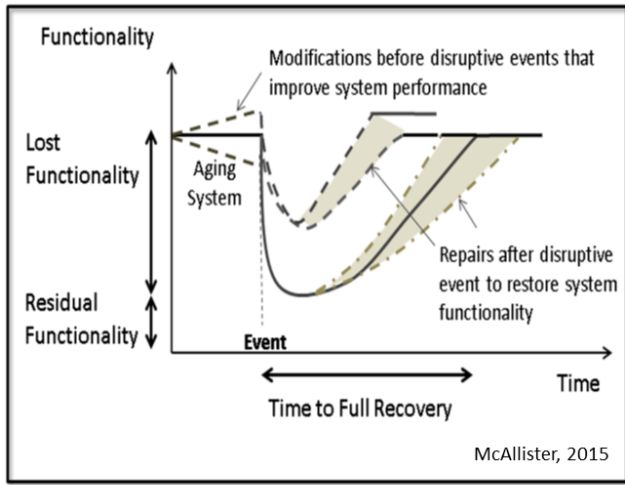 Functionality
Modifications before disruptive events that
improve system performance
Lost
Functionality
Aging
System
Repairs after disruptive
event to restore system
functionality
Residual
Functionality
Event
Time
Time to Full Recovery
McAllister, 2015